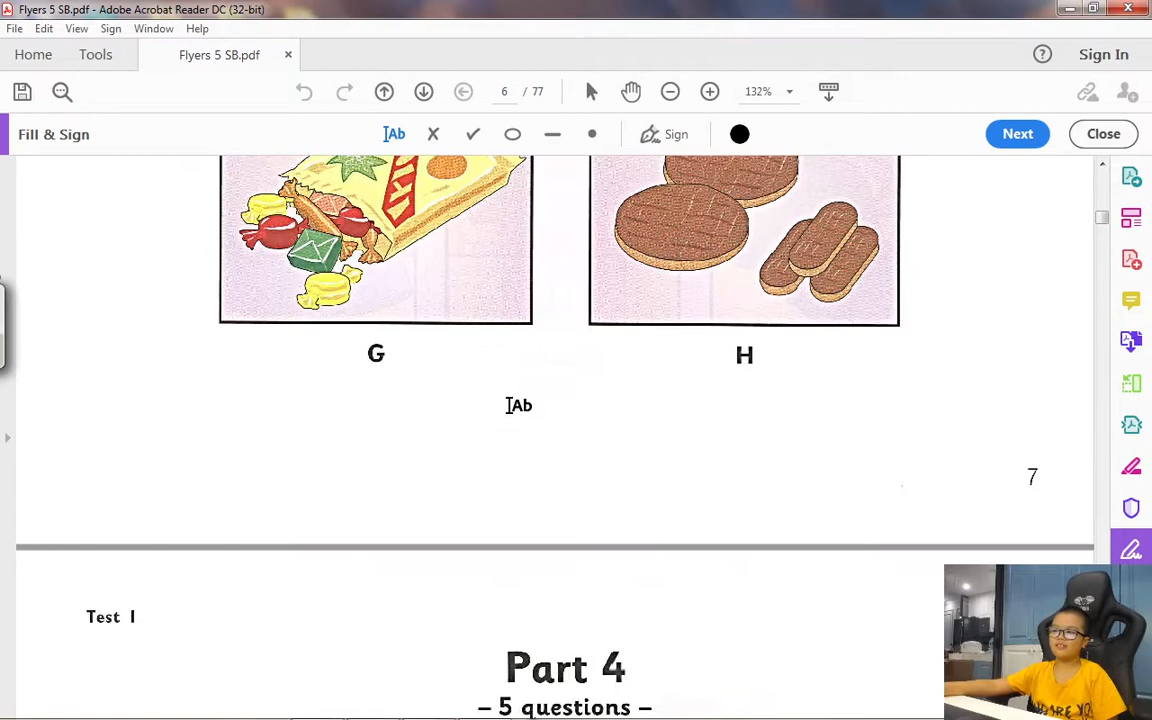 Flyers 5 SB.pdf - Adobe Acrobat Reader DC (32-bit)
File Edit View Sign Window Help
Home Tools Flyers 5 SB.pdf × ? Sign In
6 / 77 132%
Fill & Sign Ab Sign Next Close
G H
Ab
7
Test 1
Part 4
– 5 questions –